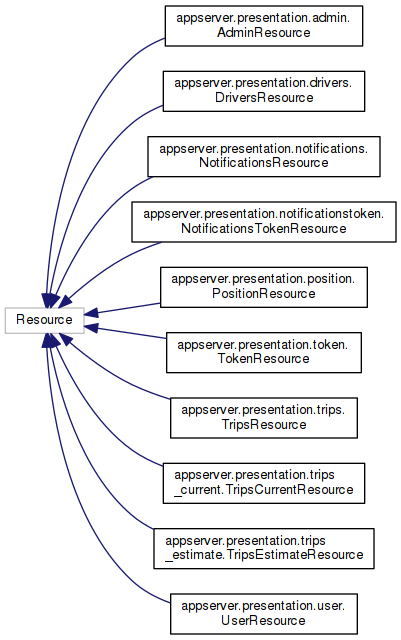 appserver.presentation.admin.
AdminResource
appserver.presentation.drivers.
DriversResource
appserver.presentation.notifications.
NotificationsResource
appserver.presentation.notificationstoken.
NotificationsTokenResource
appserver.presentation.position.
PositionResource
Resource
appserver.presentation.token.
TokenResource
appserver.presentation.trips.
TripsResource
appserver.presentation.trips
_current.TripsCurrentResource
appserver.presentation.trips
_estimate.TripsEstimateResource
appserver.presentation.user.
UserResource